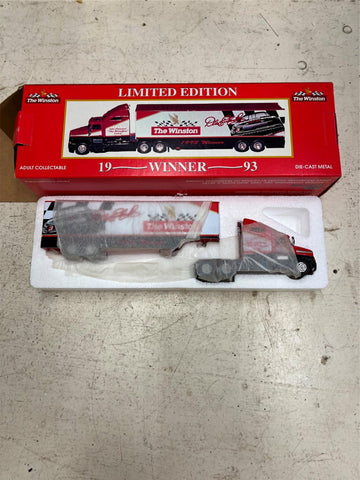 The Winston
LIMITED EDITION
The Winston
The Winston
1993 Winner
ADULT COLLECTABLE
19 WINNER 93
DIE-CAST METAL
The Winston